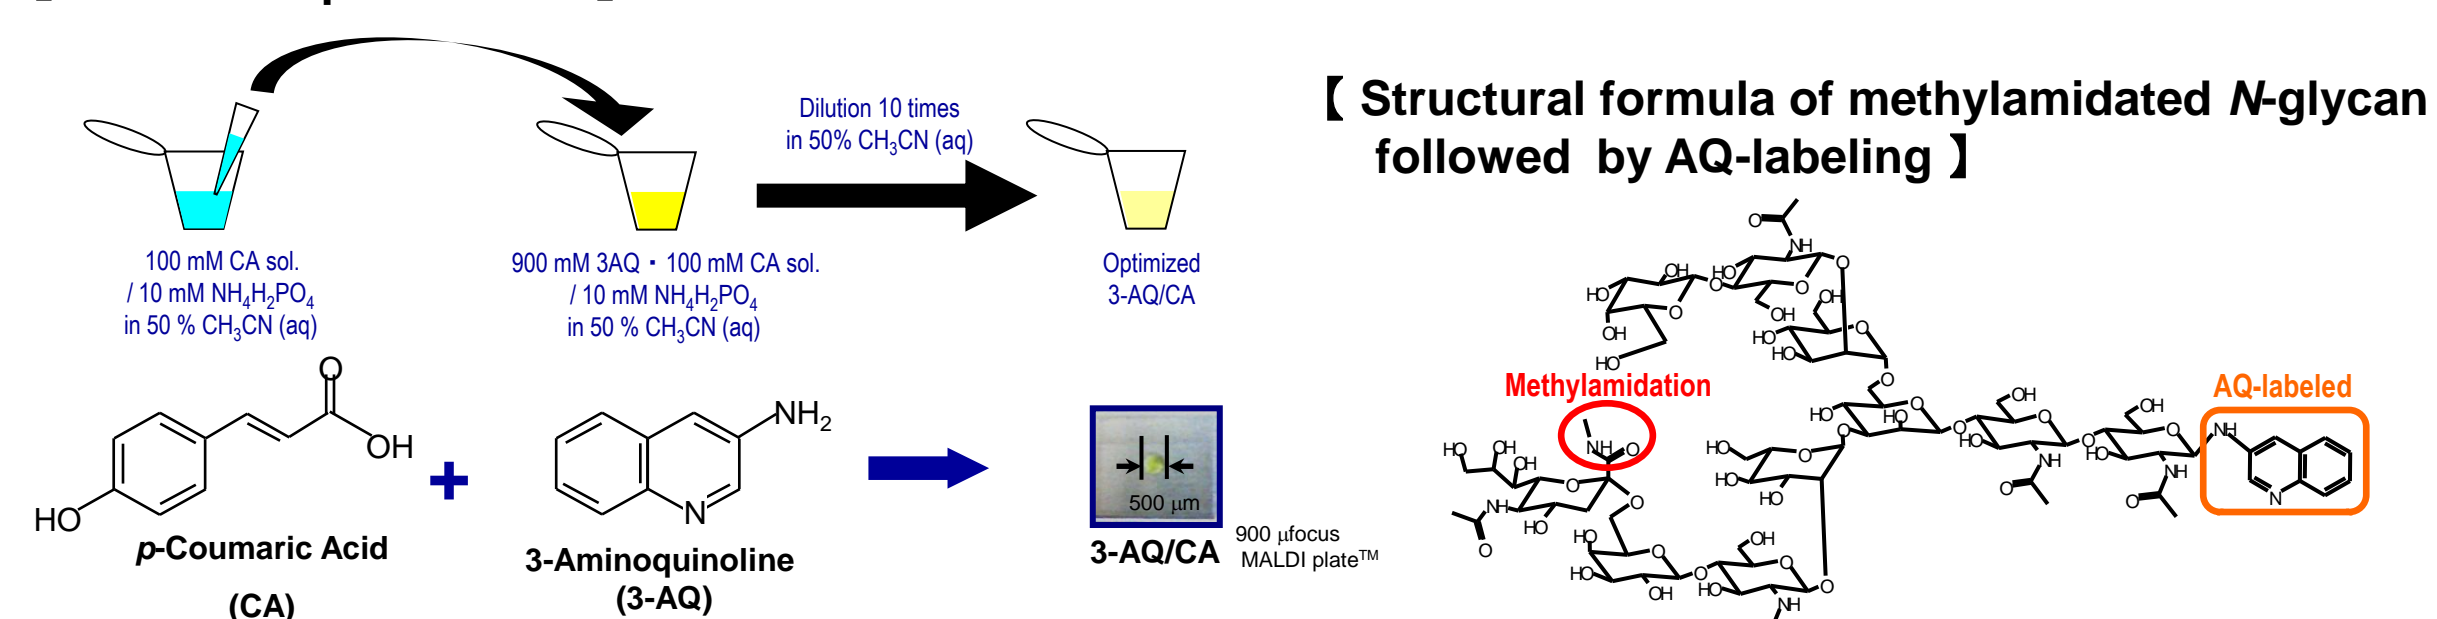 Dilution 10 times
in 50% CH3CN (aq)
100 mM CA sol.
/ 10 mM NH4H2PO4
in 50 % CH3CN (aq)
900 mM 3AQ・100 mM CA sol.
/ 10 mM NH4H2PO4
in 50 % CH3CN (aq)
Optimized
3-AQ/CA
O
OH
HO
p-Coumaric Acid
(CA)
+
NH2
N
3-Aminoquinoline
(3-AQ)
500 µm
3-AQ/CA
900 µfocus
MALDI plate™
【 Structural formula of methylamidated N-glycan
followed by AQ-labeling 】
Methylamidation
AQ-labeled